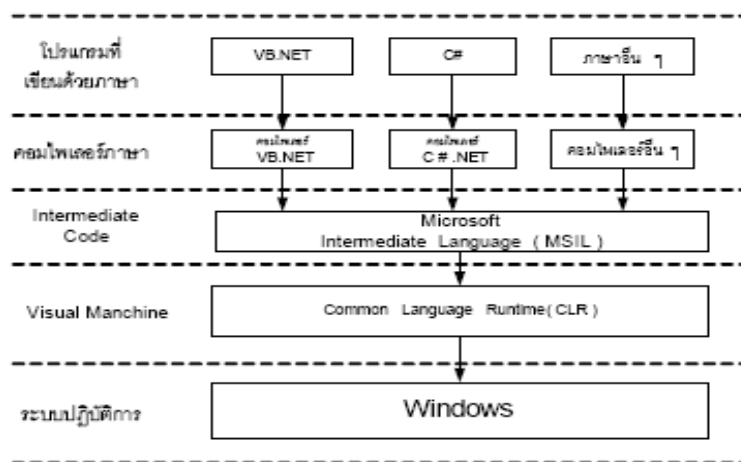 โปรแกรมที่
เขียนด้วยภาษา
VB.NET
C#
ภาษาอื่น ๆ
คอมไพเลอร์ภาษา
คอมไพเลอร์
VB.NET
คอมไพเลอร์
C # .NET
คอมไพเลอร์อื่น ๆ
Intermediate
Code
Microsoft
Intermediate Language ( MSIL )
Visual Manchine
Common Language Runtime( CLR )
ระบบปฏิบัติการ
Windows